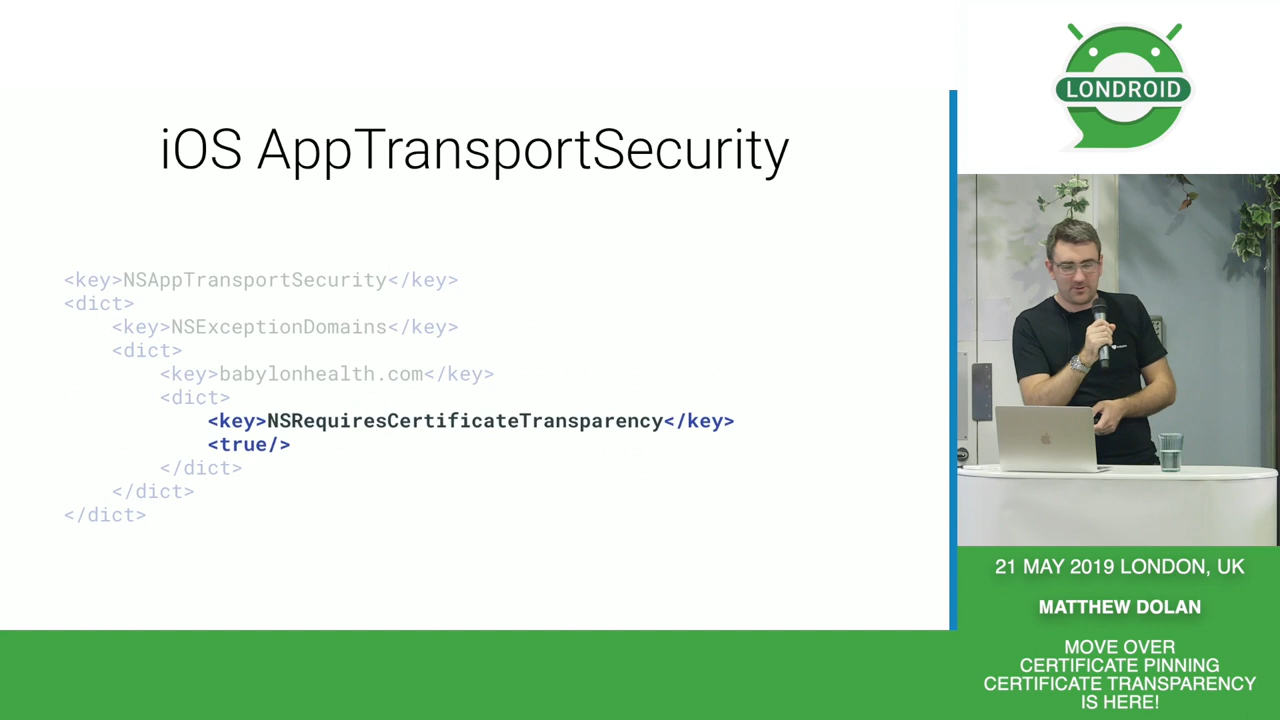 iOS AppTransportSecurity
<key>NSAppTransportSecurity</key>
<dict>
<key>NSExceptionDomains</key>
<dict>
<key>babylonhealth.com</key>
<dict>
<key>NSRequiresCertificateTransparency</key>
<true/>
</dict>
</dict>
</dict>
LONDROID
21 MAY 2019 LONDON, UK
MATTHEW DOLAN
MOVE OVER
CERTIFICATE PINNING
CERTIFICATE TRANSPARENCY
IS HERE!